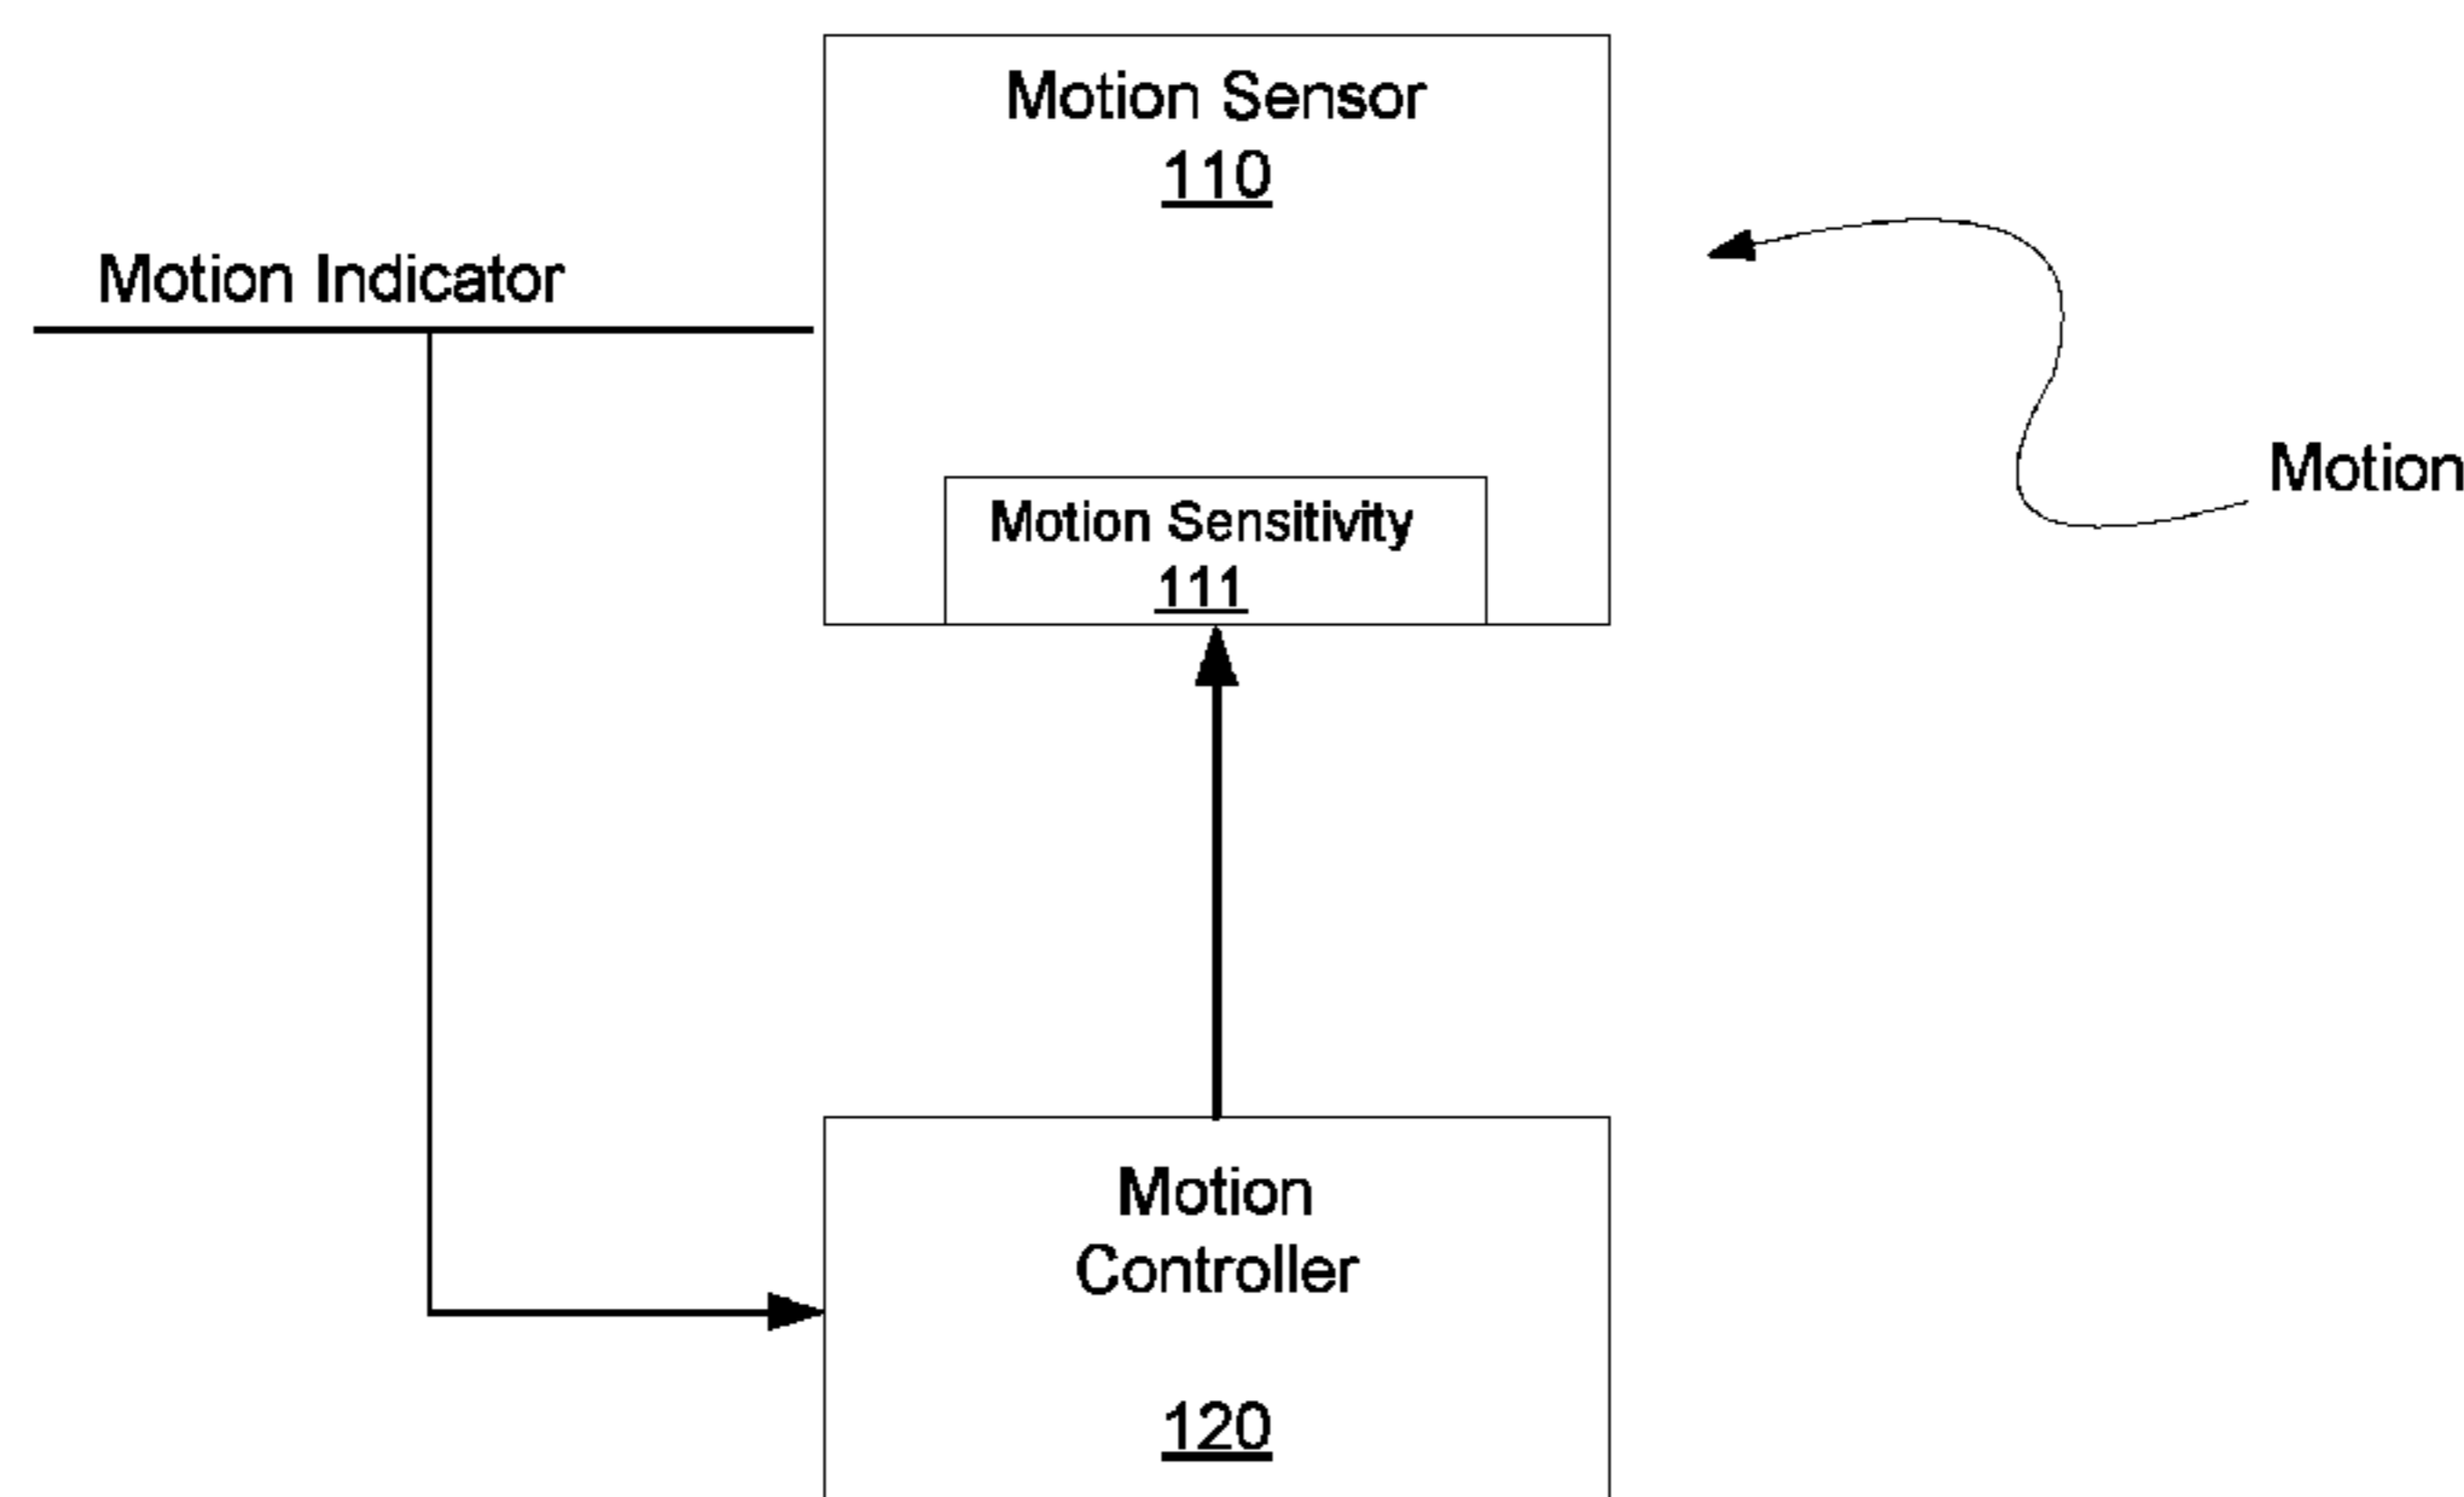 Motion Sensor
110
Motion Indicator
Motion
Motion Sensitivity
111
Motion
Controller
120